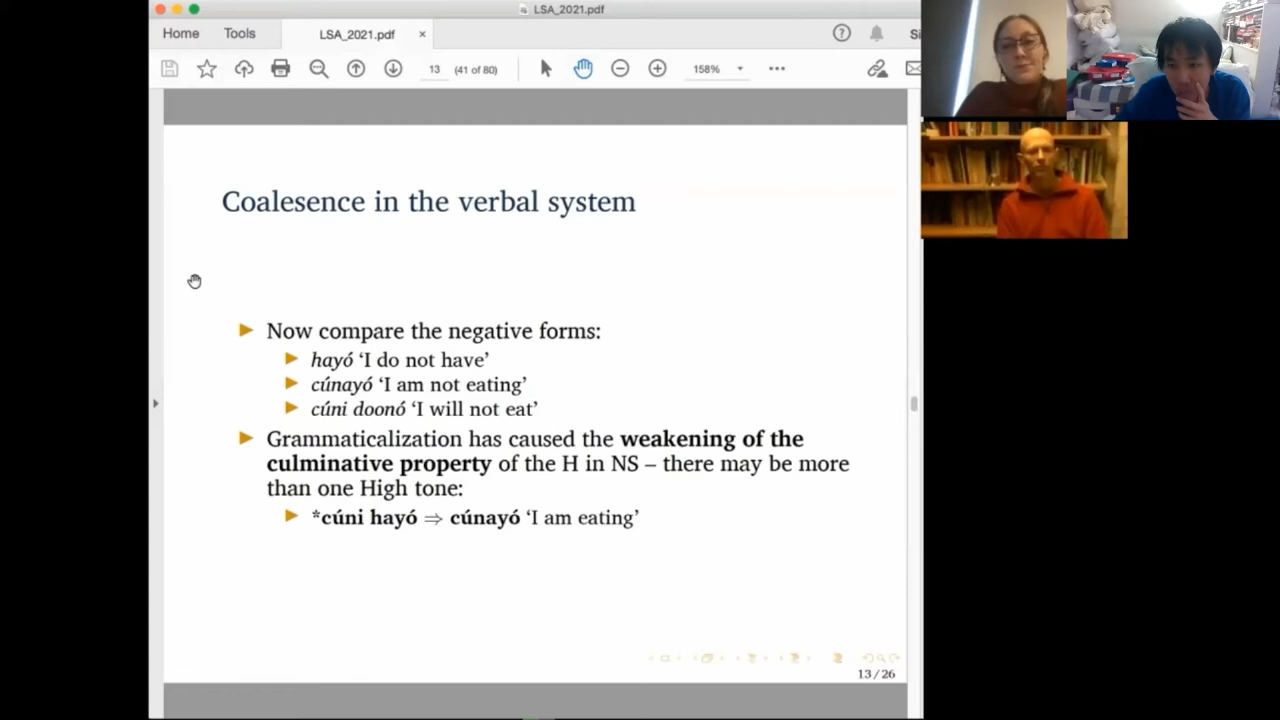 LSA_2021.pdf
Home Tools LSA_2021.pdf × ? Si
13 (41 of 80) 158%
Coalesence in the verbal system
Now compare the negative forms:
hayó ‘I do not have’
cúnayó ‘I am not eating’
cúni doonó ‘I will not eat’
Grammaticalization has caused the weakening of the
culminative property of the H in NS – there may be more
than one High tone:
*cúni hayó ⇒ cúnayó ‘I am eating’
13 / 26